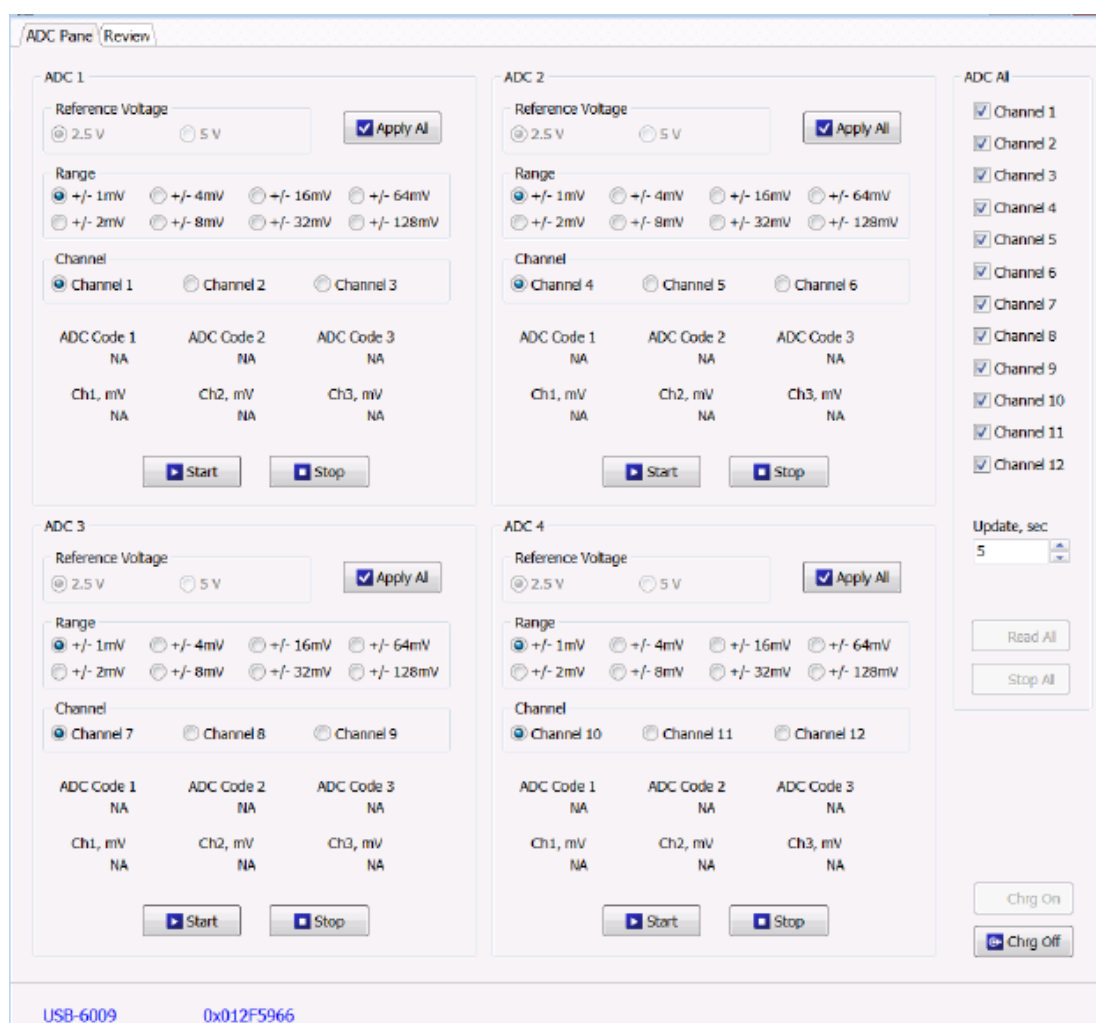 ADC Pane Review
ADC 1
Reference Voltage
2.5 V 5 V
Apply All
Range
+/- 1mV +/- 4mV +/- 16mV +/- 64mV
+/- 2mV +/- 8mV +/- 32mV +/- 128mV
Channel
Channel 1 Channel 2 Channel 3
ADC Code 1 ADC Code 2 ADC Code 3
NA NA NA
Ch1, mV Ch2, mV Ch3, mV
NA NA NA
Start Stop
ADC 2
Reference Voltage
2.5 V 5 V
Apply All
Range
+/- 1mV +/- 4mV +/- 16mV +/- 64mV
+/- 2mV +/- 8mV +/- 32mV +/- 128mV
Channel
Channel 4 Channel 5 Channel 6
ADC Code 1 ADC Code 2 ADC Code 3
NA NA NA
Ch1, mV Ch2, mV Ch3, mV
NA NA NA
Start Stop
ADC 3
Reference Voltage
2.5 V 5 V
Apply All
Range
+/- 1mV +/- 4mV +/- 16mV +/- 64mV
+/- 2mV +/- 8mV +/- 32mV +/- 128mV
Channel
Channel 7 Channel 8 Channel 9
ADC Code 1 ADC Code 2 ADC Code 3
NA NA NA
Ch1, mV Ch2, mV Ch3, mV
NA NA NA
Start Stop
ADC 4
Reference Voltage
2.5 V 5 V
Apply All
Range
+/- 1mV +/- 4mV +/- 16mV +/- 64mV
+/- 2mV +/- 8mV +/- 32mV +/- 128mV
Channel
Channel 10 Channel 11 Channel 12
ADC Code 1 ADC Code 2 ADC Code 3
NA NA NA
Ch1, mV Ch2, mV Ch3, mV
NA NA NA
Start Stop
ADC All
Channel 1
Channel 2
Channel 3
Channel 4
Channel 5
Channel 6
Channel 7
Channel 8
Channel 9
Channel 10
Channel 11
Channel 12
Update, sec
5
Read All
Stop All
Chrg On
Chrg Off
USB-6009 0x012F5966